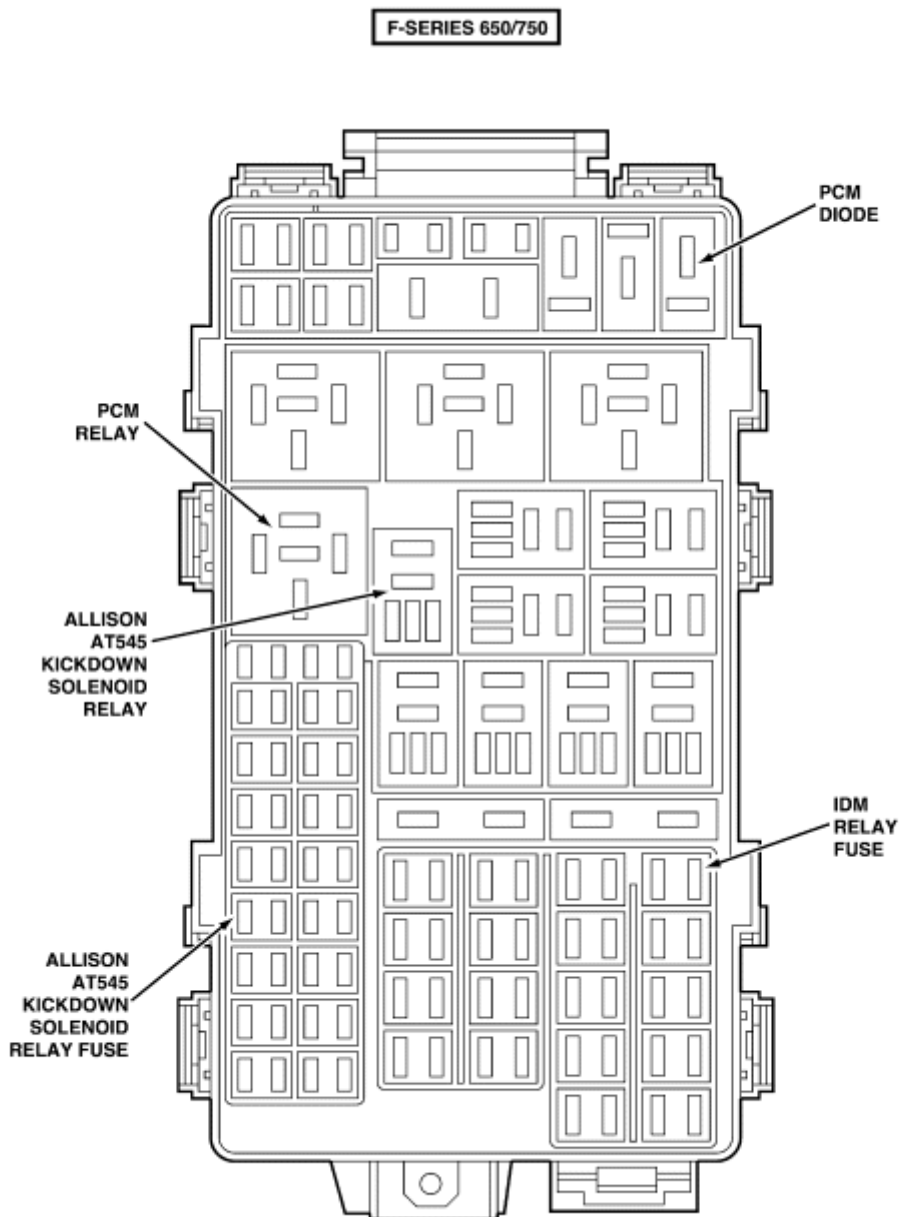 F-SERIES 650/750
PCM
DIODE
PCM
RELAY
ALLISON
AT545
KICKDOWN
SOLENOID
RELAY
IDM
RELAY
FUSE
ALLISON
AT545
KICKDOWN
SOLENOID
RELAY FUSE